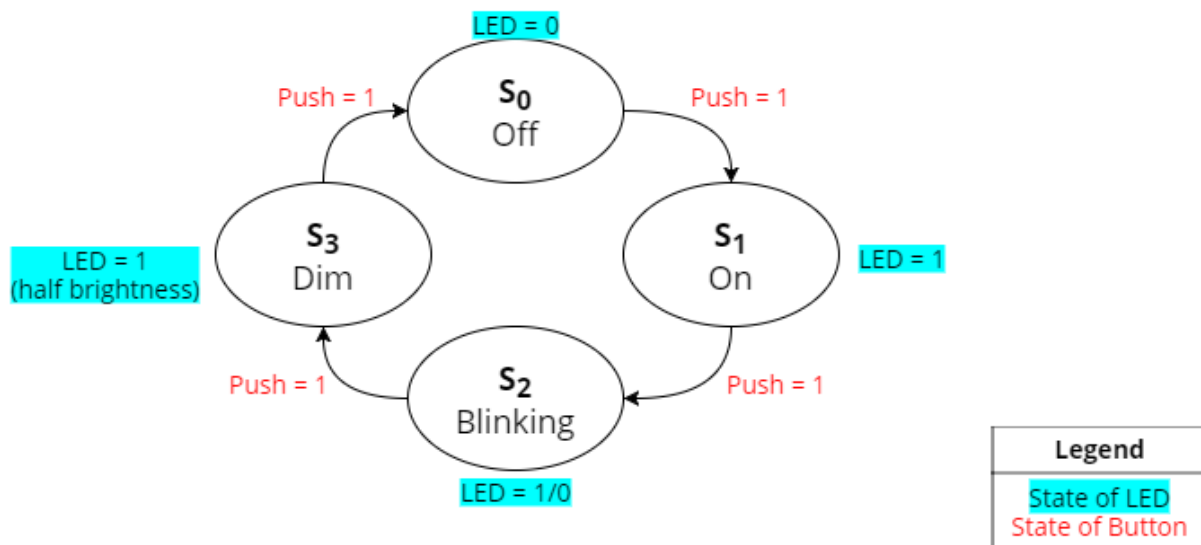 LED = 0
S0
Off
Push = 1
Push = 1
S3
Dim
LED = 1
(half brightness)
S1
On
LED = 1
Push = 1
Push = 1
S2
Blinking
LED = 1/0
Legend
State of LED
State of Button